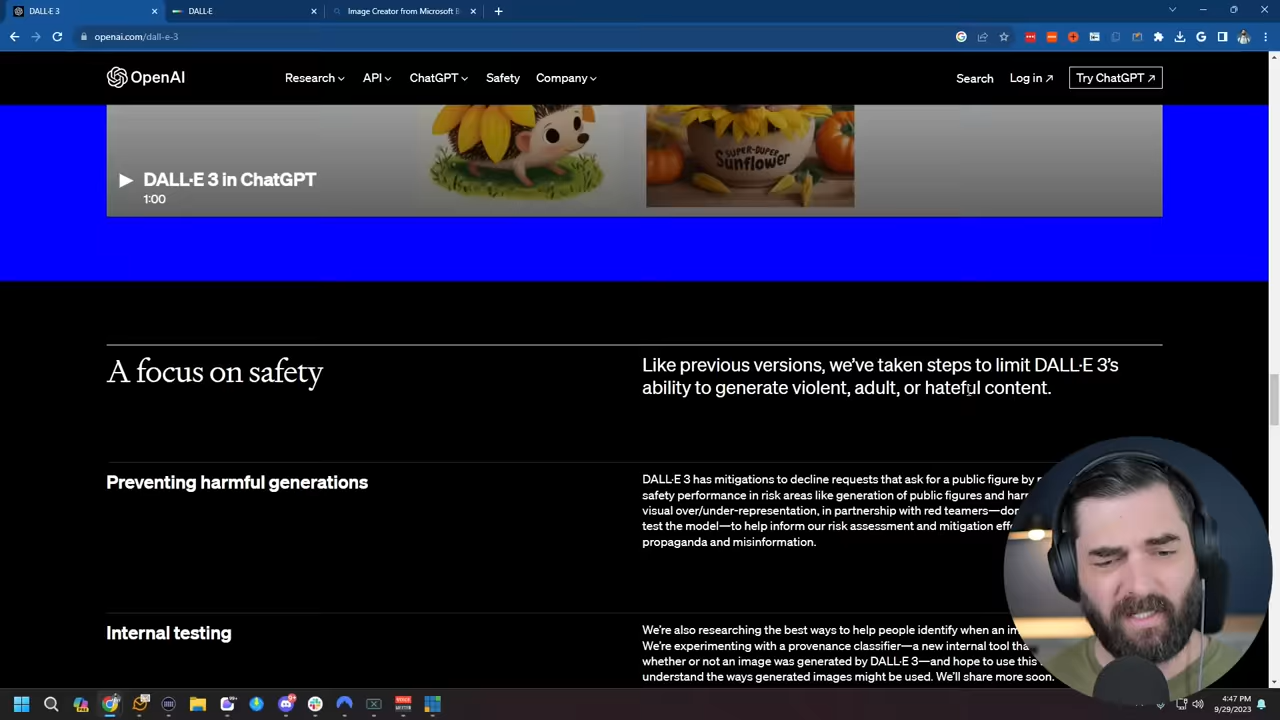 DALL·E 3
DALL·E
Image Creator from Microsoft B
openai.com/dall-e-3
OpenAI
Research
API
ChatGPT
Safety
Company
Search
Log in ↗
Try ChatGPT ↗
SUPER-DUPER
Sunflower
DALL·E 3 in ChatGPT
1:00
A focus on safety
Like previous versions, we've taken steps to limit DALL·E 3's
ability to generate violent, adult, or hateful content.
Preventing harmful generations
DALL·E 3 has mitigations to decline requests that ask for a public figure by
safety performance in risk areas like generation of public figures and
visual over/under-representation, in partnership with red teamers—
test the model—to help inform our risk assessment and mitigation
propaganda and misinformation.
Internal testing
We're also researching the best ways to help people identify when an
We're experimenting with a provenance classifier—a new internal tool
whether or not an image was generated by DALL·E 3—and hope to use this
understand the ways generated images might be used. We'll share more soon.
4:47 PM
9/29/2023